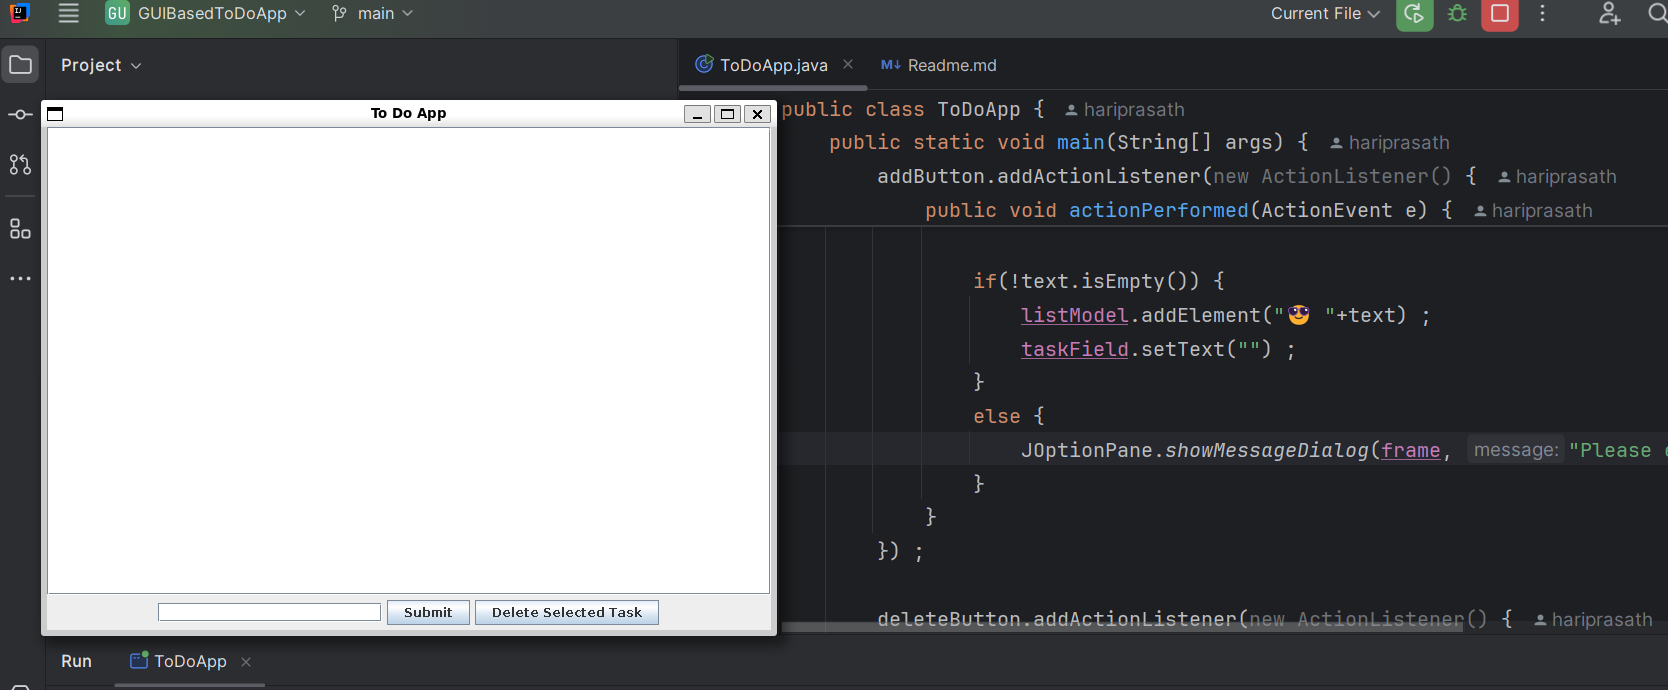 GU GUIBasedToDoApp main Current File
Project
ToDoApp.java M↓ Readme.md
To Do App
public class ToDoApp { hariprasath
public static void main(String[] args) { hariprasath
addButton.addActionListener(new ActionListener() { hariprasath
public void actionPerformed(ActionEvent e) { hariprasath
if(!text.isEmpty()) {
listModel.addElement("😎 "+text) ;
taskField.setText("") ;
}
else {
JOptionPane.showMessageDialog(frame, message: "Please
}
}
}) ;
Submit Delete Selected Task
deleteButton.addActionListener(new ActionListener() { hariprasath
Run ToDoApp